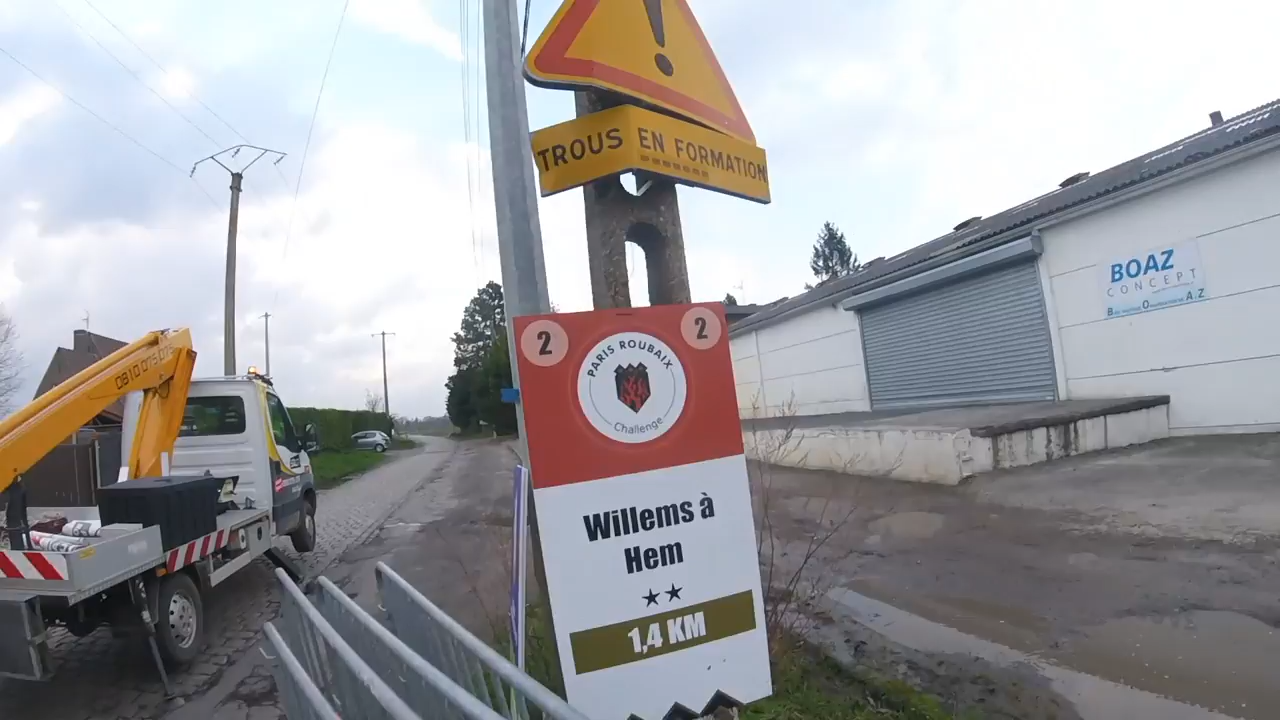 !
TROUS EN FORMATION
2
2
PARIS ROUBAIX
Challenge
Willems à
Hem
★★
1,4 KM
BOAZ
CONCEPT